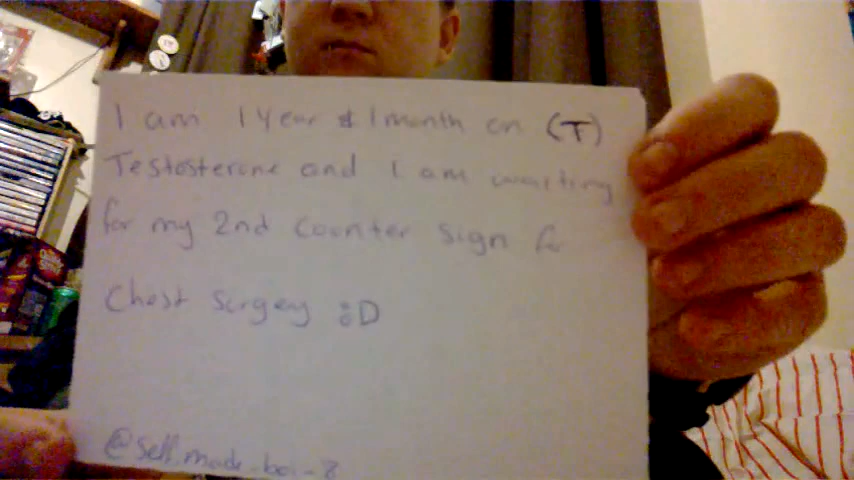 I am 1 year & 1 month on (T)
Testosterone and I am waiting
for my 2nd counter sign for
Chest surgey :D
@self.made-boi-8